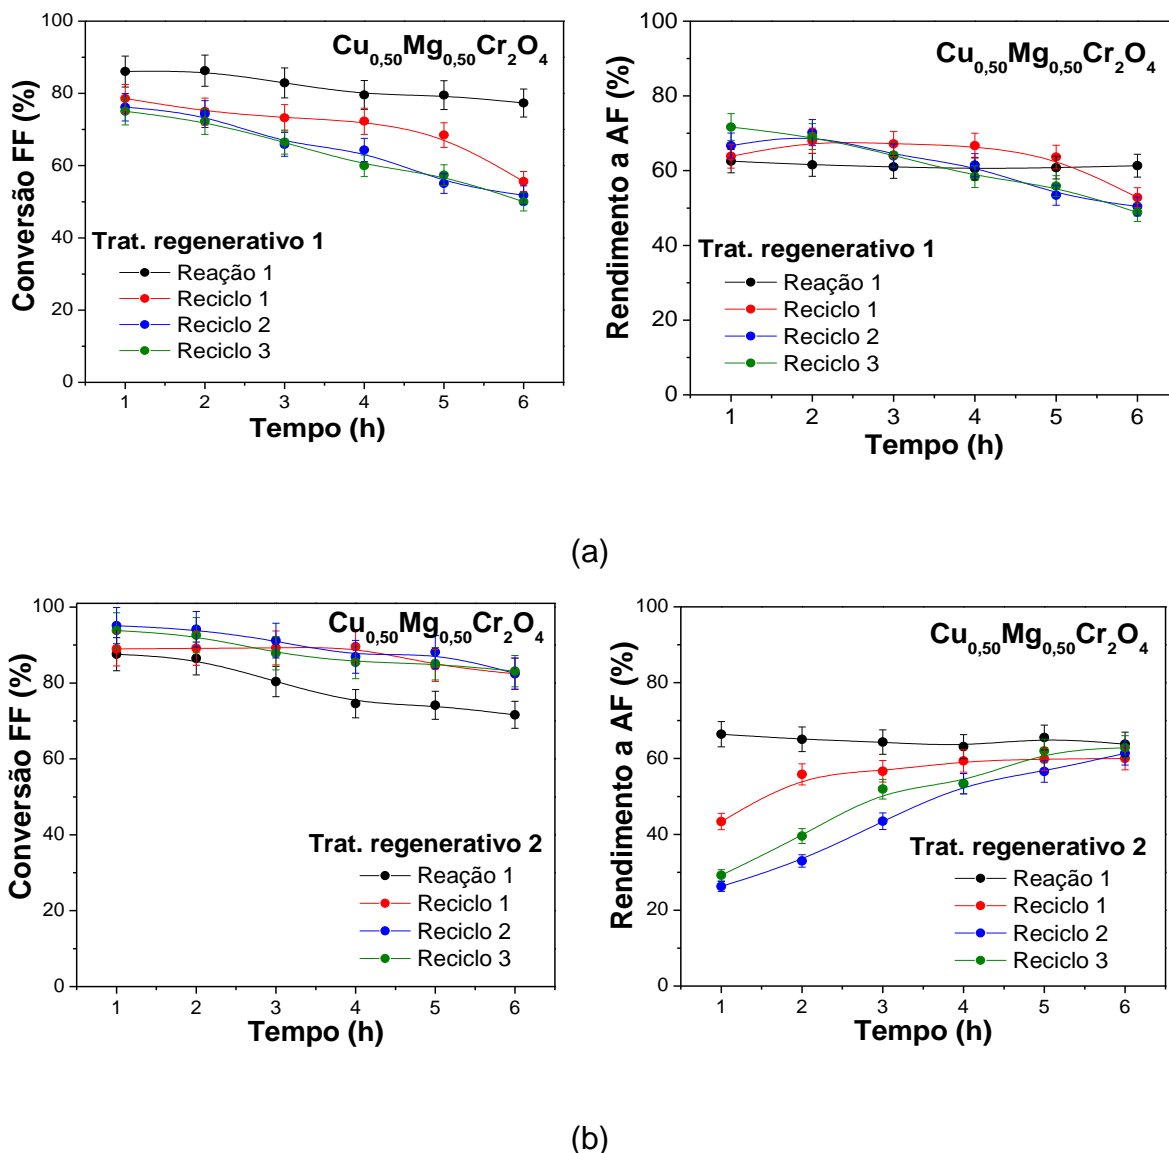 Conversão FF (%)
100
80
60
40
20
0
Cu0,50Mg0,50Cr2O4
Trat. regenerativo 1
Reação 1
Reciclo 1
Reciclo 2
Reciclo 3
1 2 3 4 5 6
Tempo (h)
Rendimento a AF (%)
100
80
60
40
20
0
Cu0,50Mg0,50Cr2O4
Trat. regenerativo 1
Reação 1
Reciclo 1
Reciclo 2
Reciclo 3
1 2 3 4 5 6
Tempo (h)
(a)
Conversão FF (%)
100
80
60
40
20
0
Cu0,50Mg0,50Cr2O4
Trat. regenerativo 2
Reação 1
Reciclo 1
Reciclo 2
Reciclo 3
1 2 3 4 5 6
Tempo (h)
Rendimento a AF (%)
100
80
60
40
20
0
Cu0,50Mg0,50Cr2O4
Trat. regenerativo 2
Reação 1
Reciclo 1
Reciclo 2
Reciclo 3
1 2 3 4 5 6
Tempo (h)
(b)